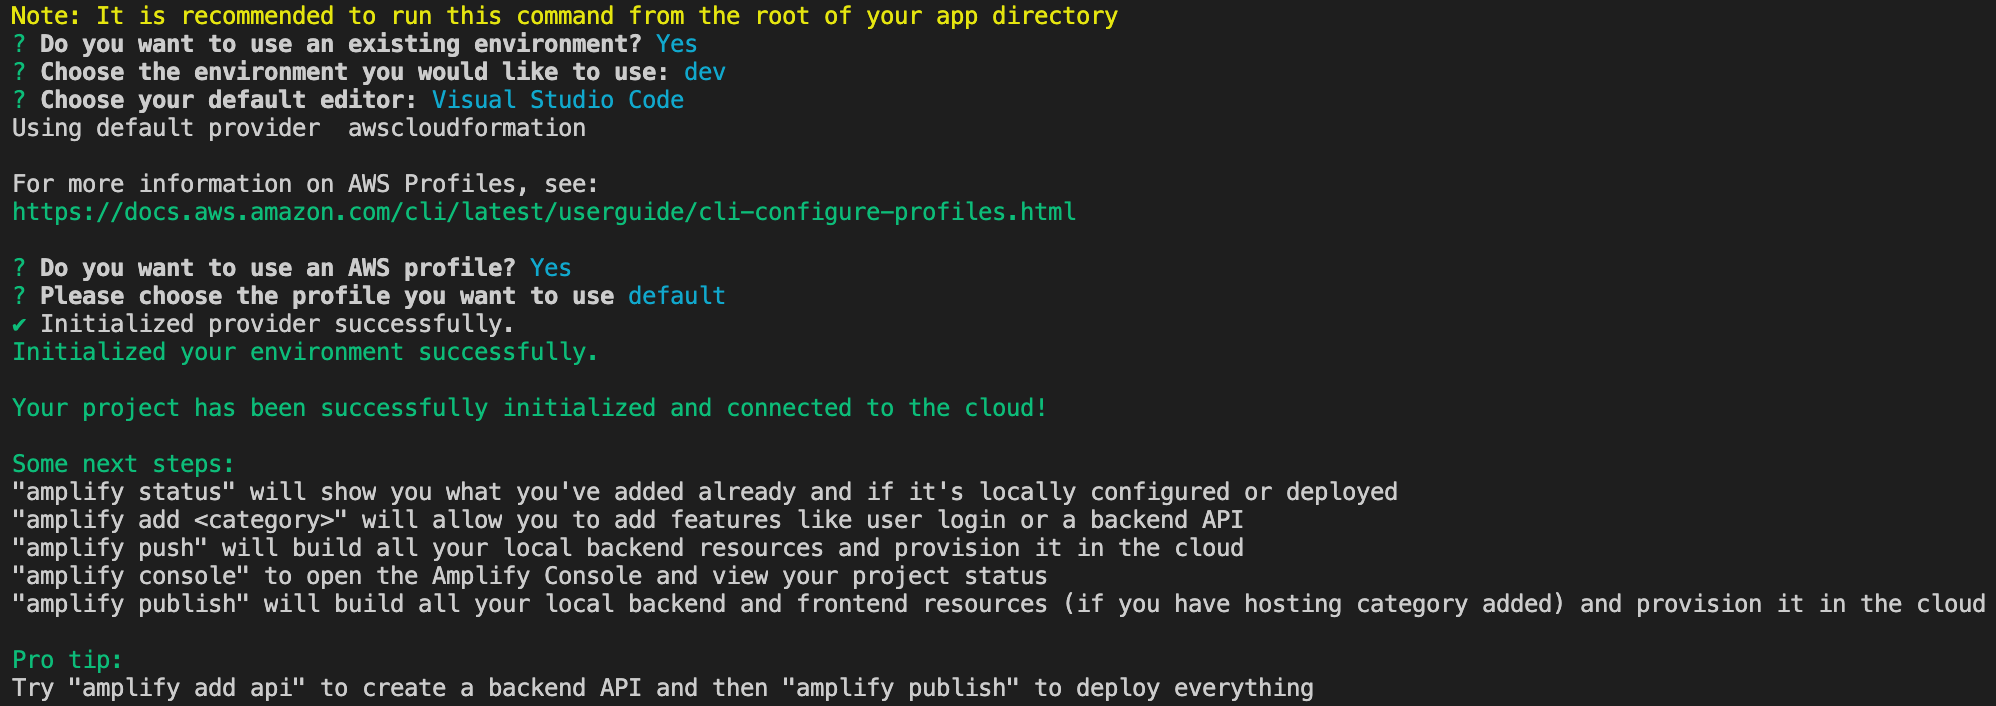 Note: It is recommended to run this command from the root of your app directory
? Do you want to use an existing environment? Yes
? Choose the environment you would like to use: dev
? Choose your default editor: Visual Studio Code
Using default provider  awscloudformation
For more information on AWS Profiles, see:
https://docs.aws.amazon.com/cli/latest/userguide/cli-configure-profiles.html
? Do you want to use an AWS profile? Yes
? Please choose the profile you want to use default
✔ Initialized provider successfully.
Initialized your environment successfully.
Your project has been successfully initialized and connected to the cloud!
Some next steps:
"amplify status" will show you what you've added already and if it's locally configured or deployed
"amplify add <category>" will allow you to add features like user login or a backend API
"amplify push" will build all your local backend resources and provision it in the cloud
"amplify console" to open the Amplify Console and view your project status
"amplify publish" will build all your local backend and frontend resources (if you have hosting category added) and provision it in the cloud
Pro tip:
Try "amplify add api" to create a backend API and then "amplify publish" to deploy everything